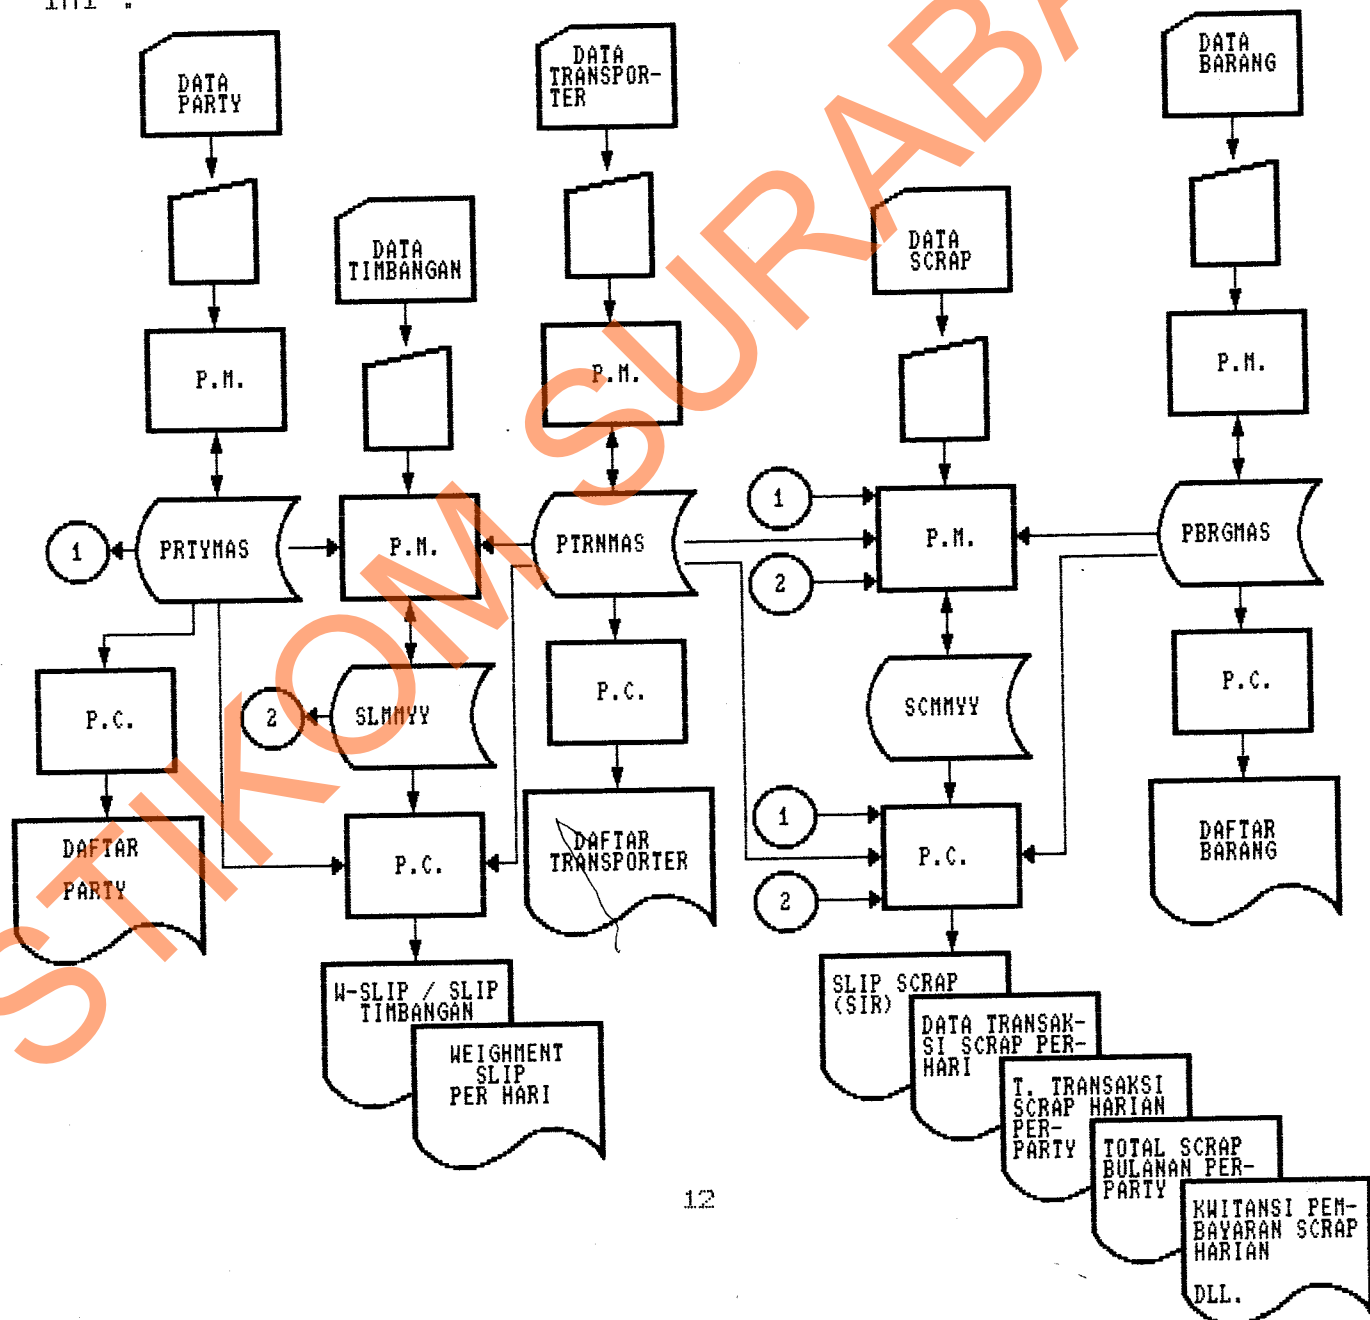 INI :
DATA
PARTY
DATA
TRANSPOR-
TER
DATA
BARANG
DATA
TIMBANGAN
DATA
SCRAP
P.M.
P.M.
P.M.
1
PRTYMAS
P.M.
PTRNMAS
1
2
P.M.
PBRGMAS
P.C.
2
SLMMYY
P.C.
SCMMYY
P.C.
DAFTAR
PARTY
P.C.
DAFTAR
TRANSPORTER
1
2
P.C.
DAFTAR
BARANG
W-SLIP / SLIP
TIMBANGAN
WEIGHMENT
SLIP
PER HARI
SLIP SCRAP
(SIR)
DATA TRANSAK-
SI SCRAP PER-
HARI
T. TRANSAKSI
SCRAP HARIAN
PER-
PARTY
TOTAL SCRAP
BULANAN PER-
PARTY
KWITANSI PEM-
BAYARAN SCRAP
HARIAN
DLL.
12
STIKOM SURABA